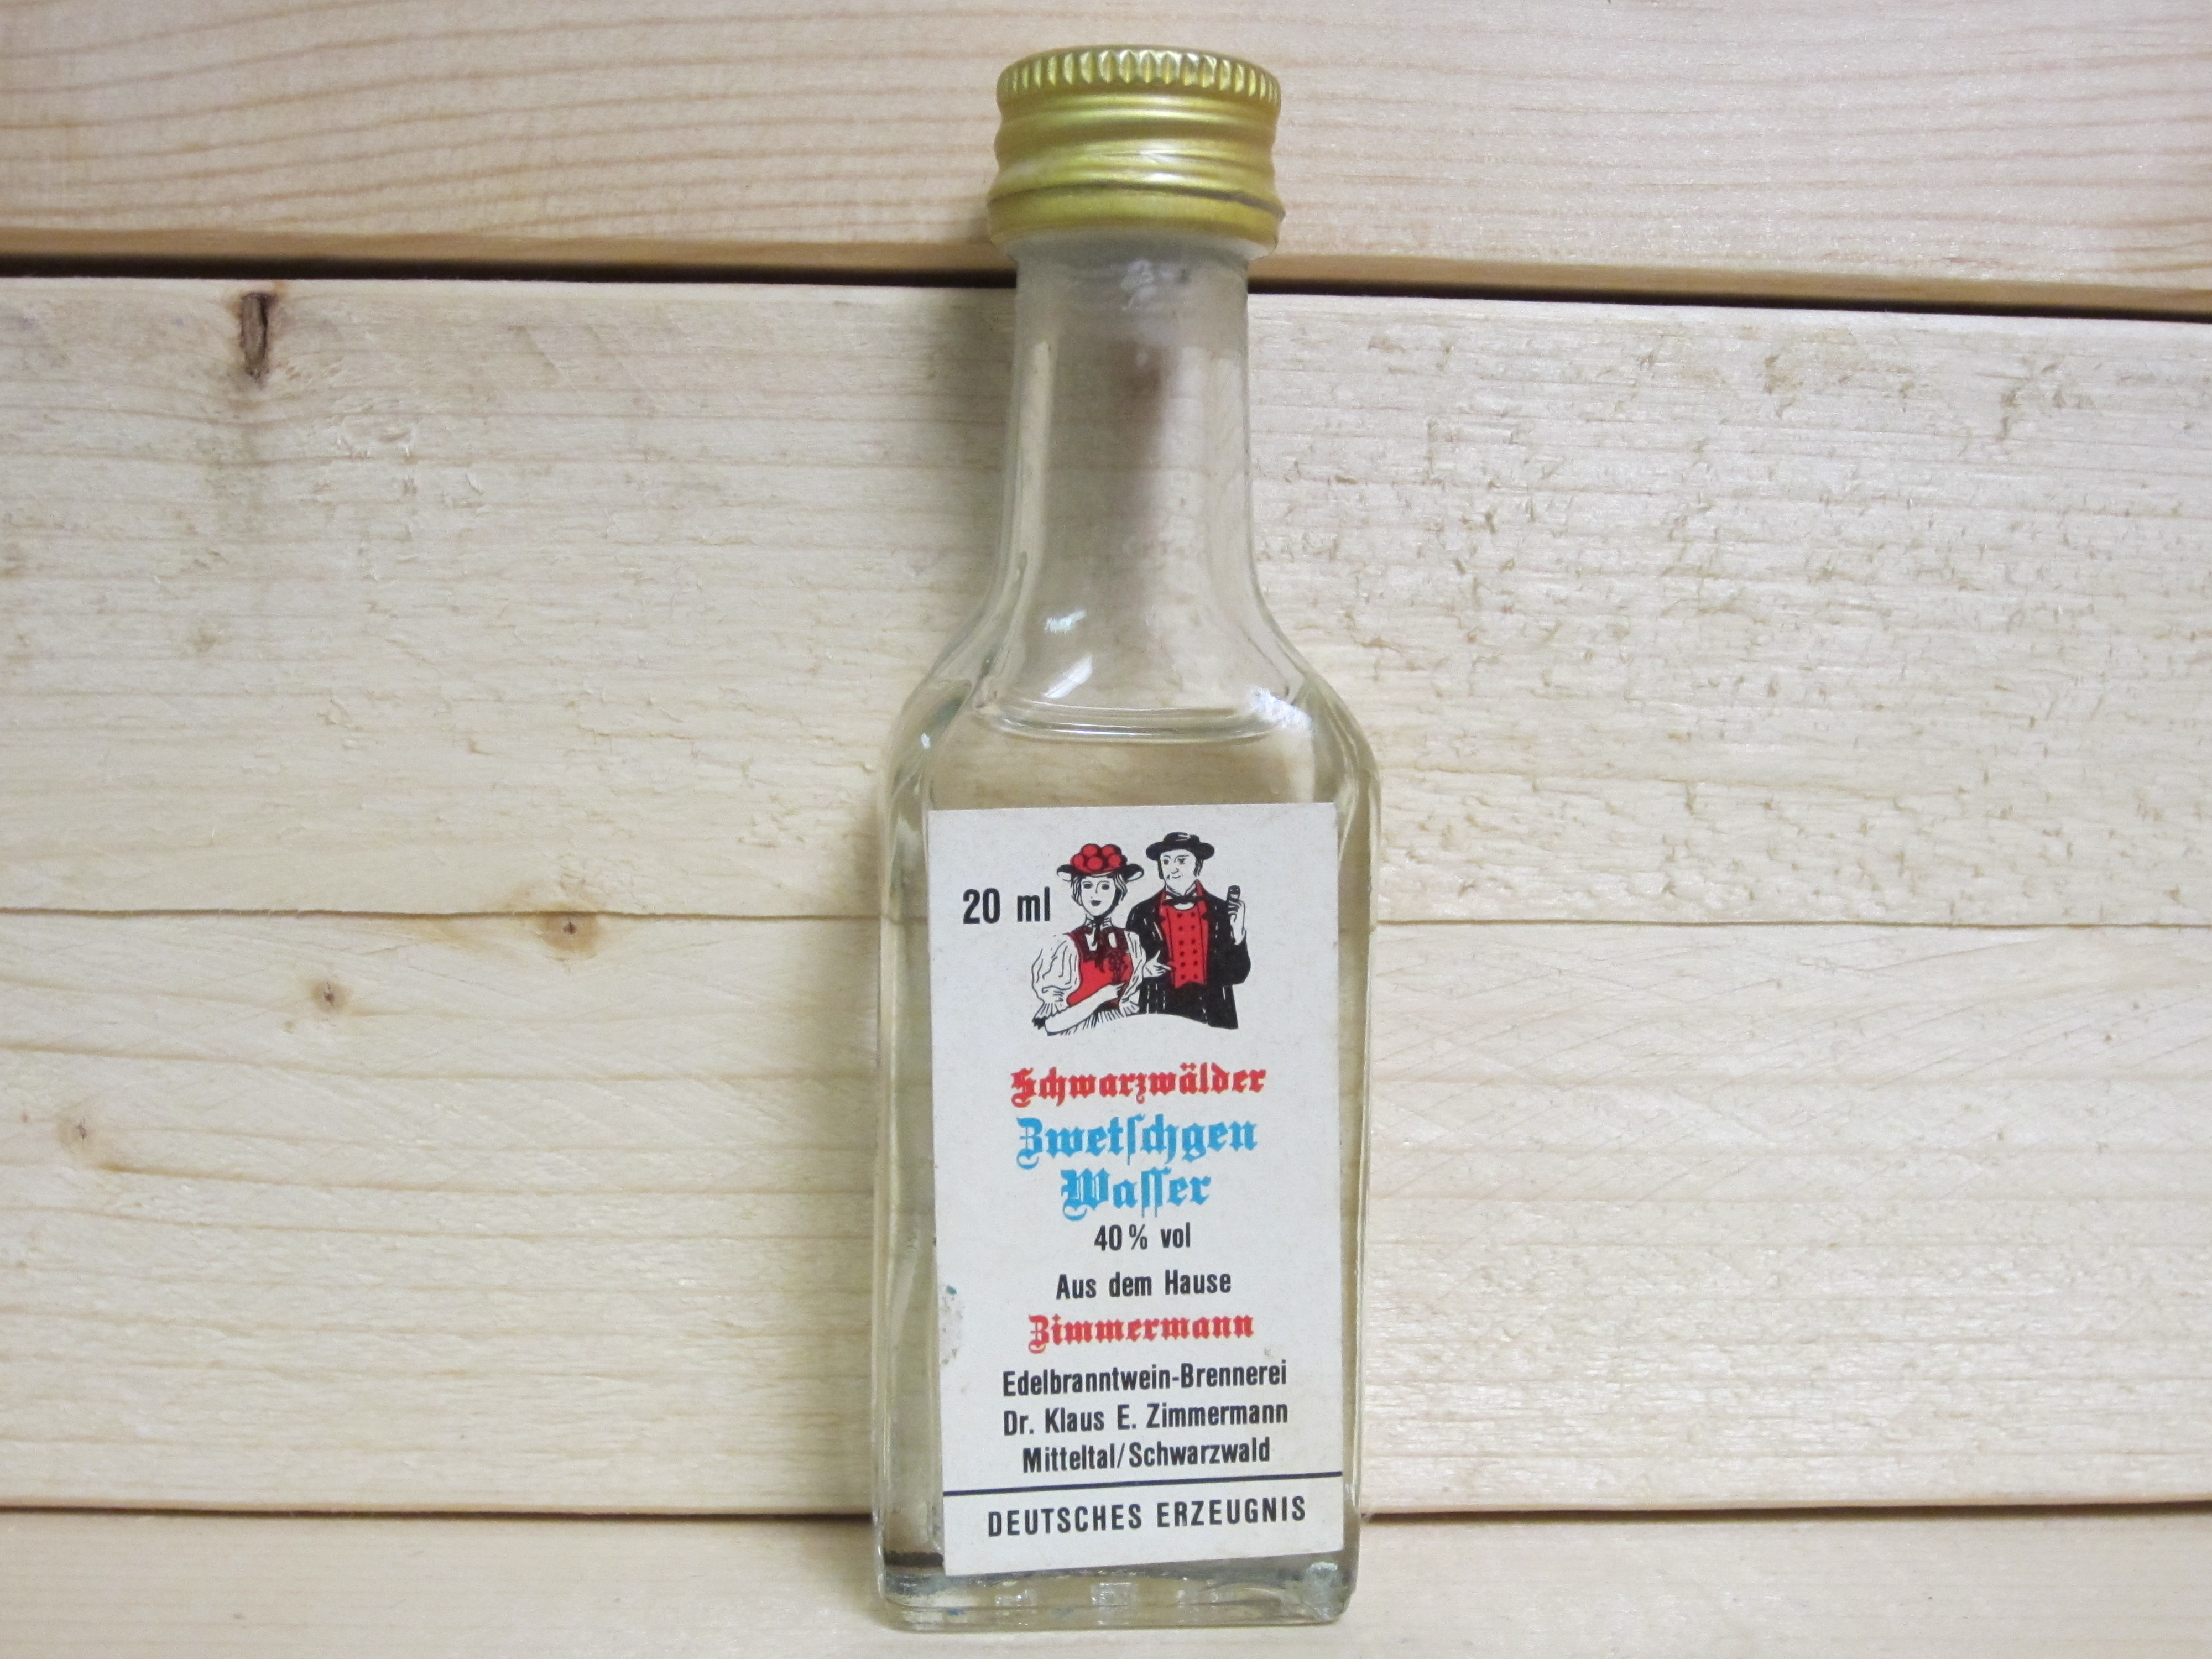 20 ml
Schwarzwälder
Zwetſchgen
Waſſer
40% vol
Aus dem Hause
Zimmermann
Edelbranntwein-Brennerei
Dr. Klaus E. Zimmermann
Mitteltal/Schwarzwald
DEUTSCHES ERZEUGNIS